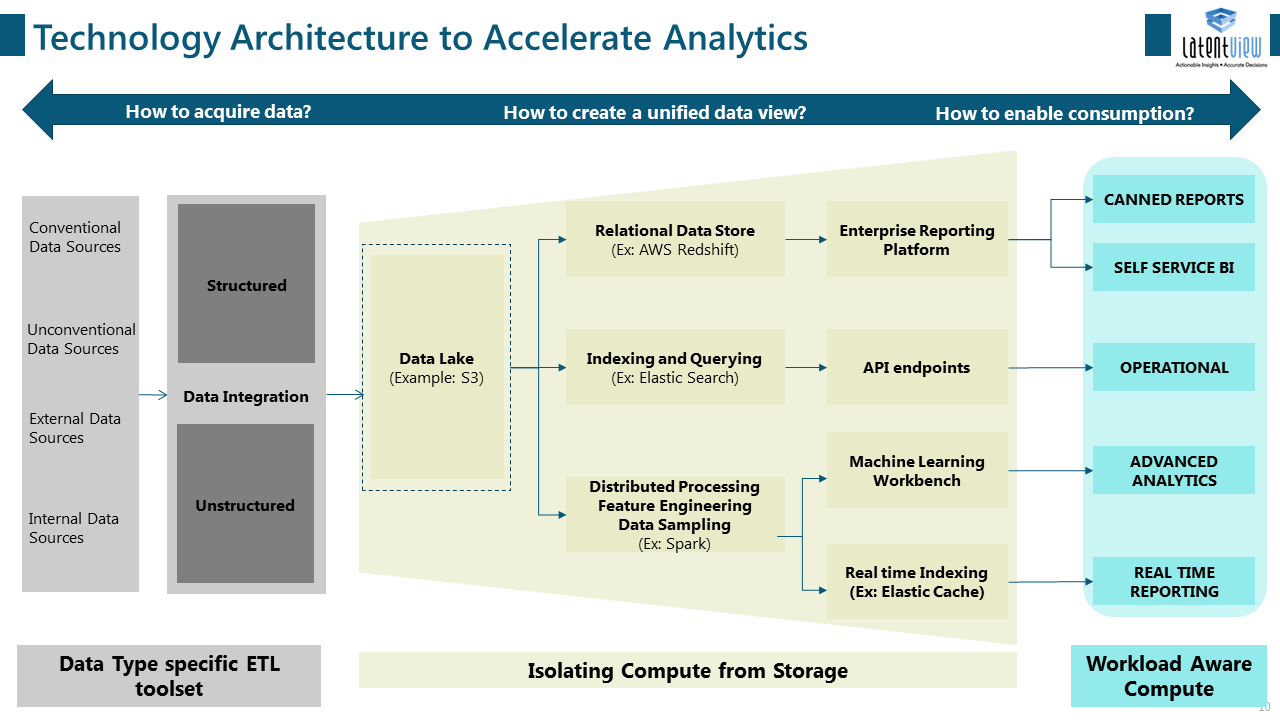 Technology Architecture to Accelerate Analytics
LatentView
Actionable Insights • Accurate Decisions
How to acquire data?
How to create a unified data view?
How to enable consumption?
Conventional
Data Sources
Unconventional
Data Sources
External Data
Sources
Internal Data
Sources
Structured
Data Integration
Unstructured
Data Lake
(Example: S3)
Relational Data Store
(Ex: AWS Redshift)
Indexing and Querying
(Ex: Elastic Search)
Distributed Processing
Feature Engineering
Data Sampling
(Ex: Spark)
Enterprise Reporting
Platform
API endpoints
Machine Learning
Workbench
Real time Indexing
(Ex: Elastic Cache)
CANNED REPORTS
SELF SERVICE BI
OPERATIONAL
ADVANCED
ANALYTICS
REAL TIME
REPORTING
Data Type specific ETL
toolset
Isolating Compute from Storage
Workload Aware
Compute
10